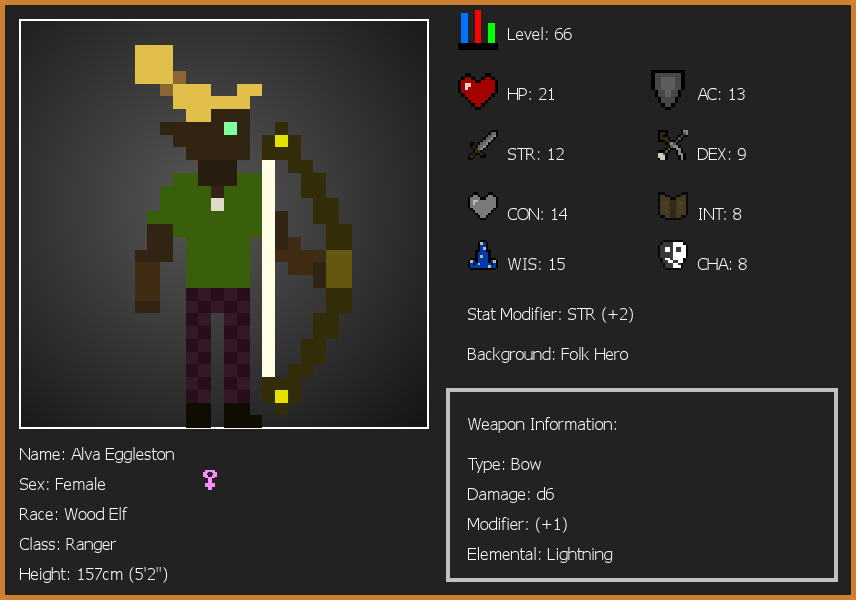 Level: 66
HP: 21
AC: 13
STR: 12
DEX: 9
CON: 14
INT: 8
WIS: 15
CHA: 8
Stat Modifier: STR (+2)
Background: Folk Hero
Weapon Information:
Type: Bow
Damage: d6
Modifier: (+1)
Elemental: Lightning
Name: Alva Eggleston
Sex: Female
Race: Wood Elf
Class: Ranger
Height: 157cm (5'2")